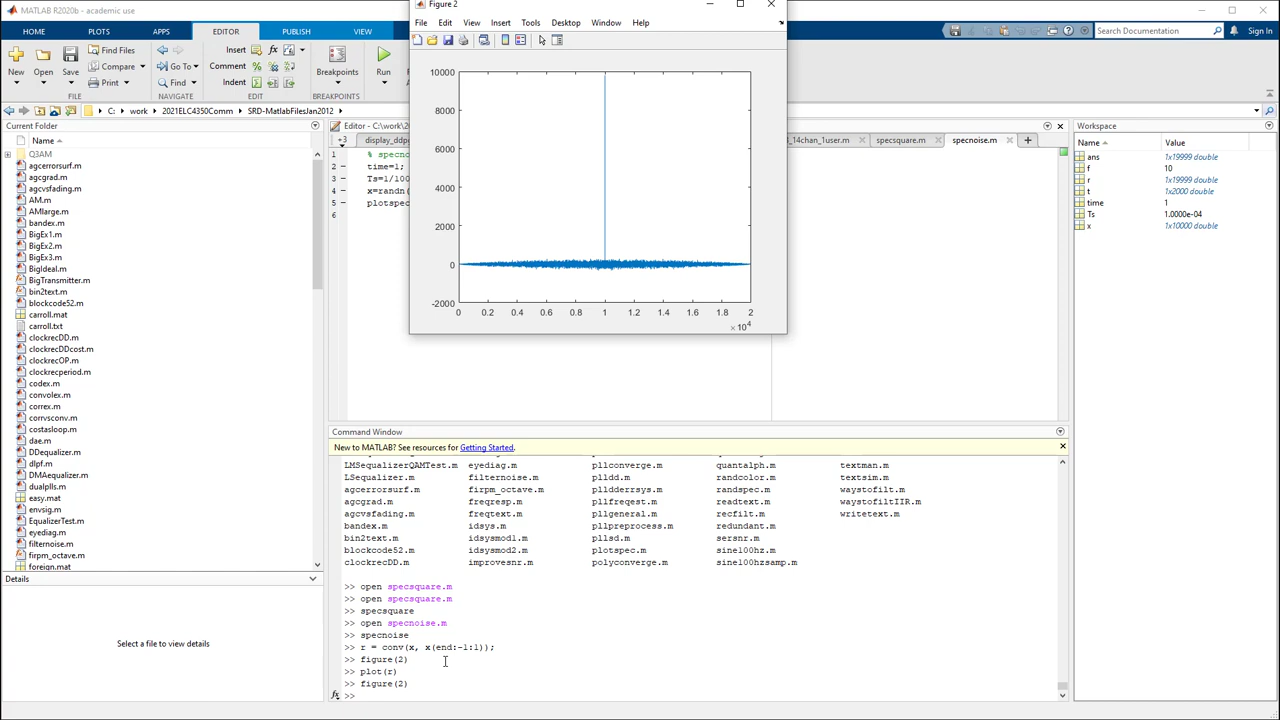 MATLAB R2020b - academic use
Figure 2
File Edit View Insert Tools Desktop Window Help
HOME PLOTS APPS EDITOR PUBLISH VIEW
Search Documentation Sign In
New Open Save Find Files Compare Print Go To Find
Insert Comment Indent Breakpoints Run
FILE NAVIGATE EDIT BREAKPOINTS
C: work 2021ELC4350Comm SRD-MatlabFilesJan2012
Current Folder
Name
Q3AM
agcerrorsurf.m
agcgrad.m
agcvsfading.m
AM.m
AMlarge.m
bandex.m
BigEx1.m
BigEx2.m
BigEx3.m
BigIdeal.m
BigTransmitter.m
bin2text.m
blockcode52.m
carroll.mat
carroll.txt
clockrecDD.m
clockrecDDcost.m
clockrecOP.m
clockrecperiod.m
codex.m
convolex.m
correx.m
corrvsconv.m
costasloop.m
dae.m
DDequalizer.m
dlpf.m
DMAequalizer.m
dualplls.m
easy.mat
envsig.m
EqualizerTest.m
eyediag.m
filternoise.m
firpm_octave.m
foreign.mat
Details
Select a file to view details
Editor - C:\work\20
+3 display_ddp l_14chan_1user.m specsquare.m specnoise.m
1 % specno
2 time=1;
3 Ts=1/100
4 x=randn(
5 plotspec
6
10000
8000
6000
4000
2000
0
-2000
0 0.2 0.4 0.6 0.8 1 1.2 1.4 1.6 1.8 2
×10^4
Command Window
New to MATLAB? See resources for Getting Started.
LMSequalizerQAMTest.m eyediag.m pllconverge.m quantalph.m textman.m
LSequalizer.m filternoise.m plldd.m randcolor.m textsim.m
agcerrorsurf.m firpm_octave.m plldderrsys.m randspec.m waystofilt.m
agcgrad.m freqresp.m pllfreqest.m readtext.m waystofiltIIR.m
agcvsfading.m freqtext.m pllgeneral.m recfilt.m writetext.m
bandex.m idsys.m pllpreprocess.m redundant.m
bin2text.m idsysmod1.m pllsd.m sersnr.m
blockcode52.m idsysmod2.m plotspec.m sine100hz.m
clockrecDD.m improvesnr.m polyconverge.m sine100hzsamp.m
>> open specsquare.m
>> open specsquare.m
>> specsquare
>> open specnoise.m
>> specnoise
>> r = conv(x, x(end:-1:1));
>> figure(2)
>> plot(r)
>> figure(2)
fx >>
Workspace
Name Value
ans 1x19999 double
f 10
r 1x19999 double
t 1x2000 double
time 1
Ts 1.0000e-04
x 1x10000 double